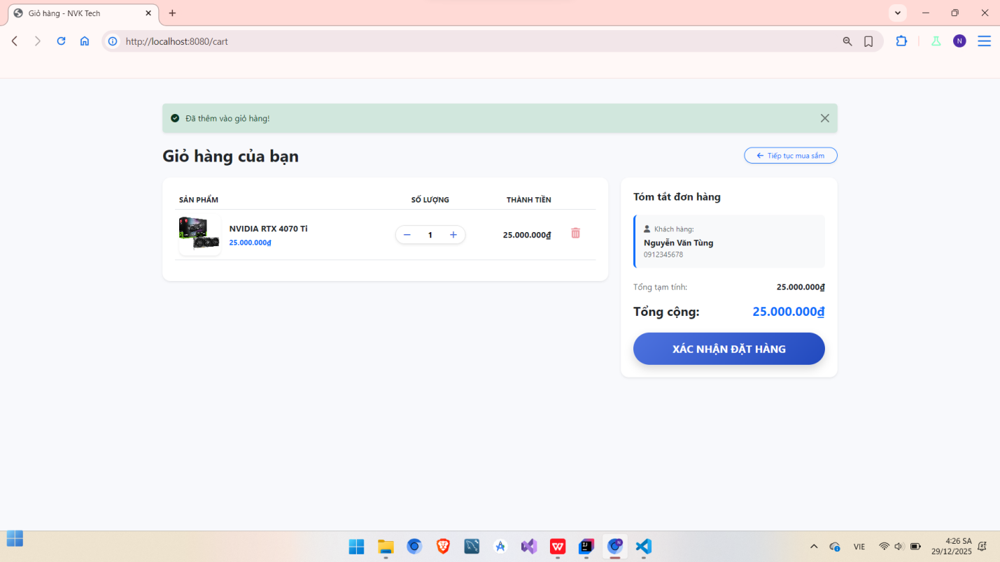 Giỏ hàng - NVK Tech
http://localhost:8080/cart
N
Đã thêm vào giỏ hàng!
Giỏ hàng của bạn
Tiếp tục mua sắm
SẢN PHẨM SỐ LƯỢNG THÀNH TIỀN
NVIDIA RTX 4070 Ti
25.000.000₫
1
25.000.000₫
Tóm tắt đơn hàng
Khách hàng:
Nguyễn Văn Tùng
0912345678
Tổng tạm tính: 25.000.000₫
Tổng cộng: 25.000.000₫
XÁC NHẬN ĐẶT HÀNG
VIE
4:26 SA
29/12/2025